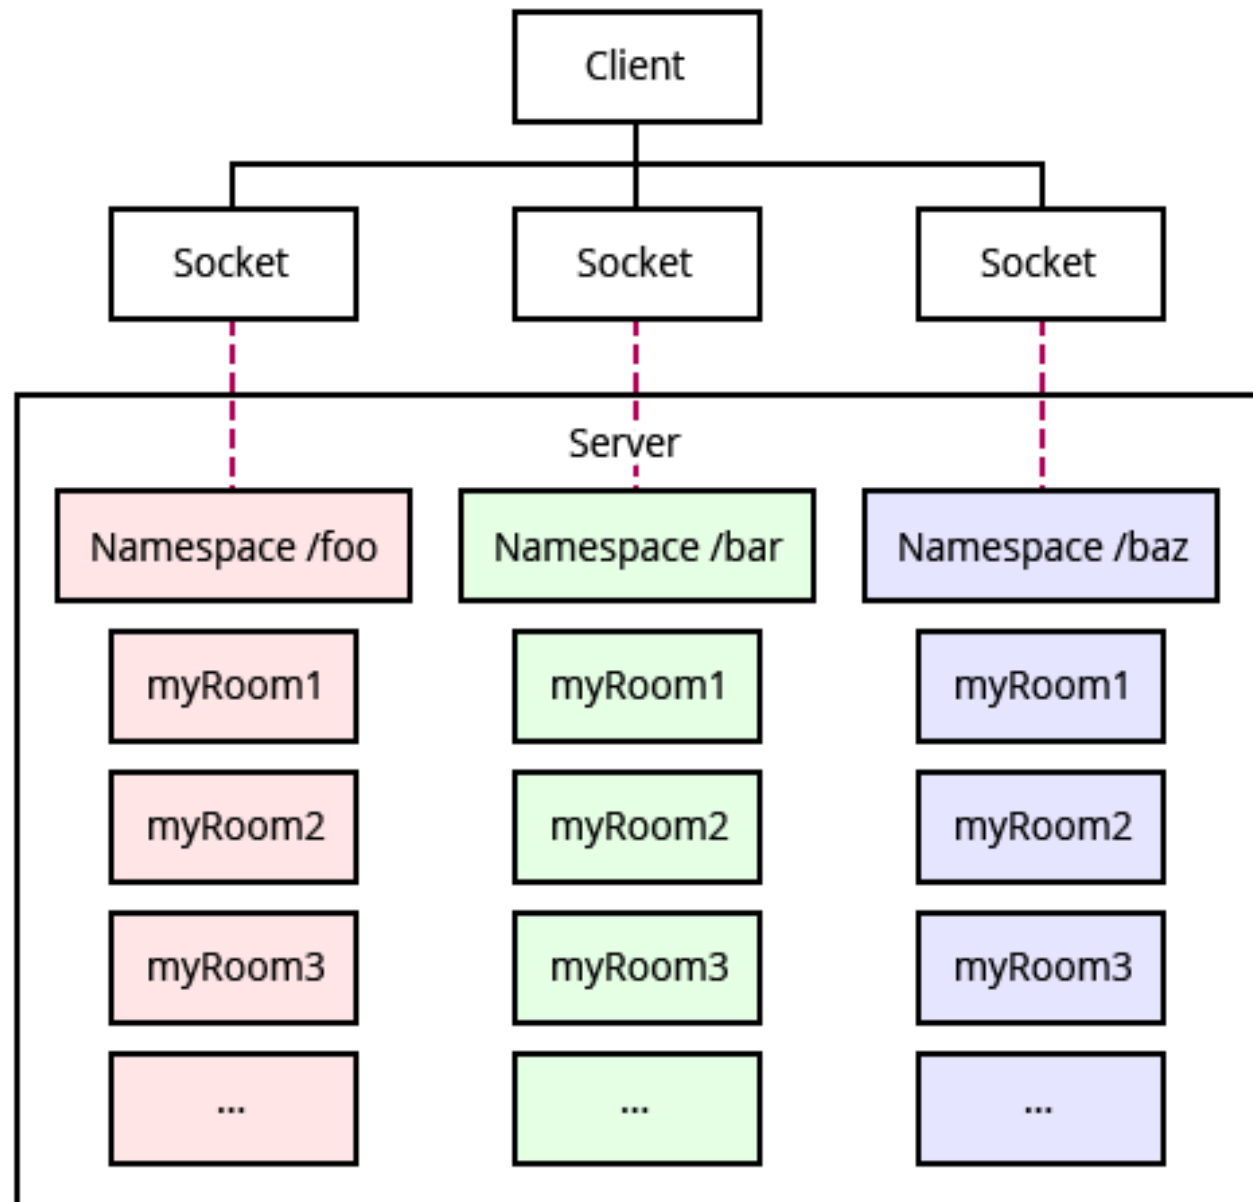 Client
Socket Socket Socket
Server
Namespace /foo Namespace /bar Namespace /baz
myRoom1 myRoom1 myRoom1
myRoom2 myRoom2 myRoom2
myRoom3 myRoom3 myRoom3
... ... ...